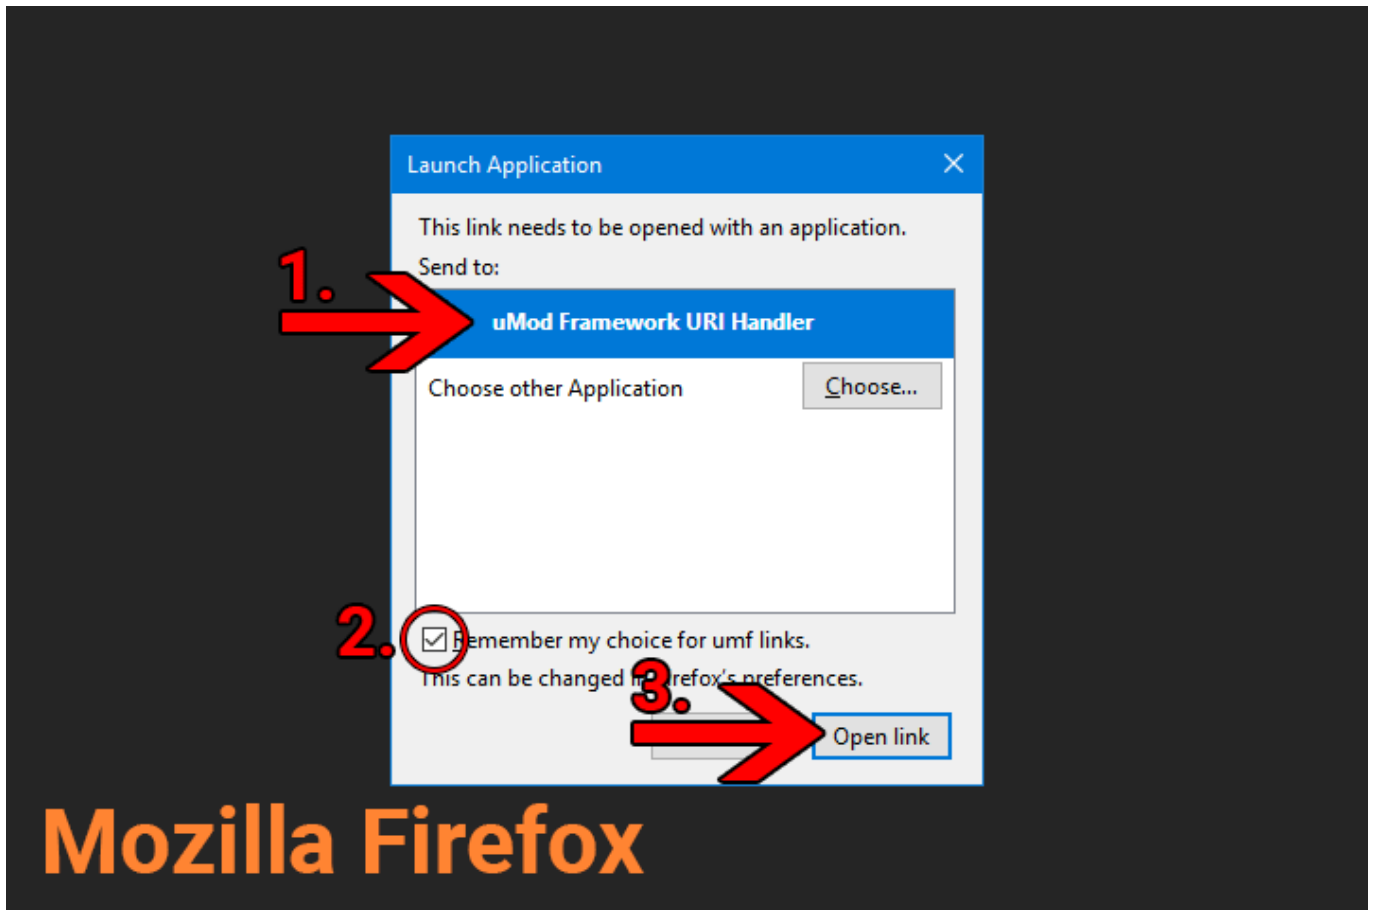 Launch Application
This link needs to be opened with an application.
Send to:
1.
uMod Framework URI Handler
Choose other Application
Choose...
2.
Remember my choice for umf links.
This can be changed in Firefox's preferences.
3.
Open link
Mozilla Firefox